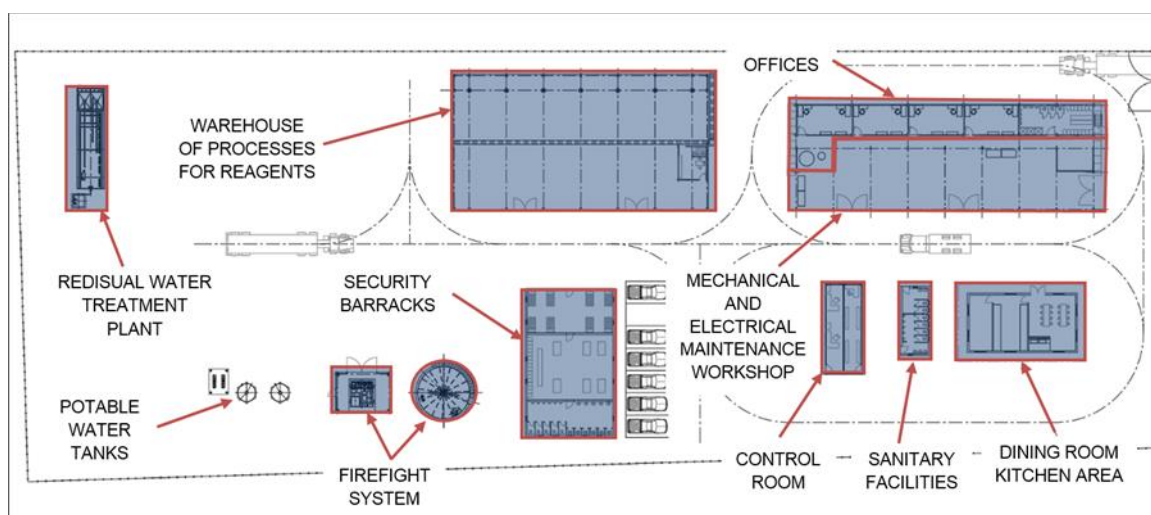 OFFICES
WAREHOUSE
OF PROCESSES
FOR REAGENTS
REDISUAL WATER
TREATMENT
PLANT
SECURITY
BARRACKS
MECHANICAL
AND
ELECTRICAL
MAINTENANCE
WORKSHOP
POTABLE
WATER
TANKS
FIREFIGHT
SYSTEM
CONTROL
ROOM
SANITARY
FACILITIES
DINING ROOM
KITCHEN AREA